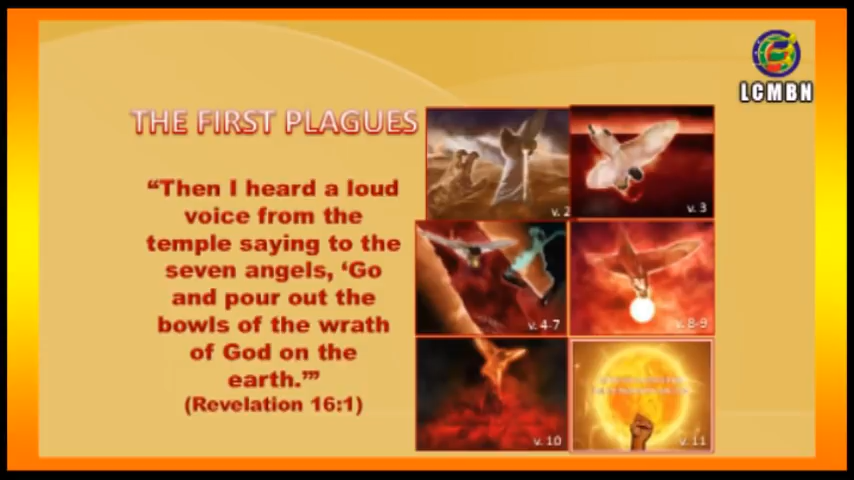 LCMBN
THE FIRST PLAGUES
“Then I heard a loud
voice from the
temple saying to the
seven angels, ‘Go
and pour out the
bowls of the wrath
of God on the
earth.’”
(Revelation 16:1)
v. 2
v. 3
v. 4-7
v. 8-9
v. 10
v. 11